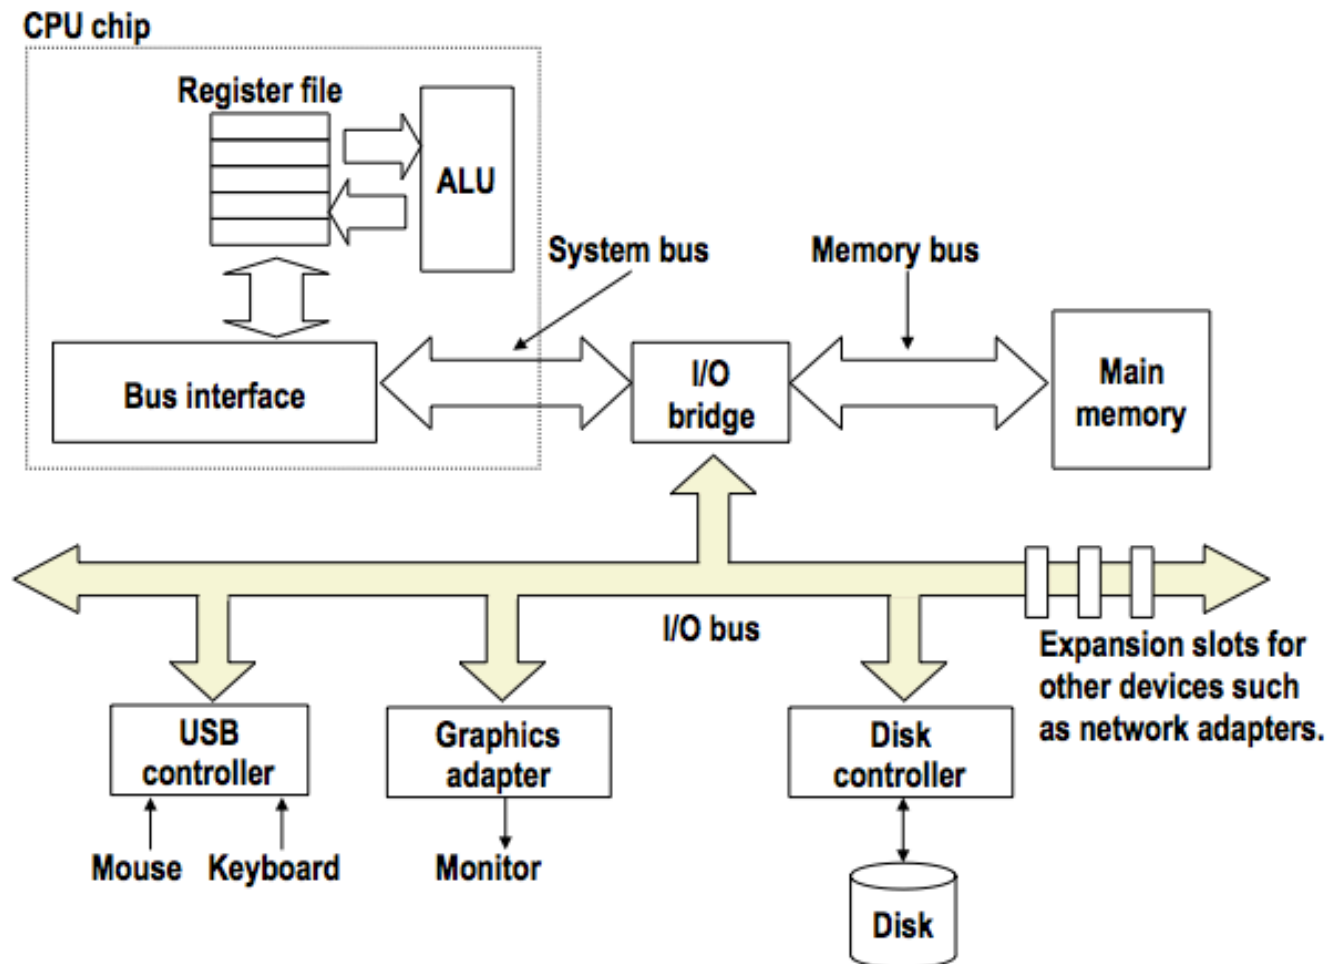 CPU chip
Register file
ALU
System bus
Memory bus
Bus interface
I/O
bridge
Main
memory
I/O bus
Expansion slots for
other devices such
as network adapters.
USB
controller
Graphics
adapter
Disk
controller
Mouse
Keyboard
Monitor
Disk